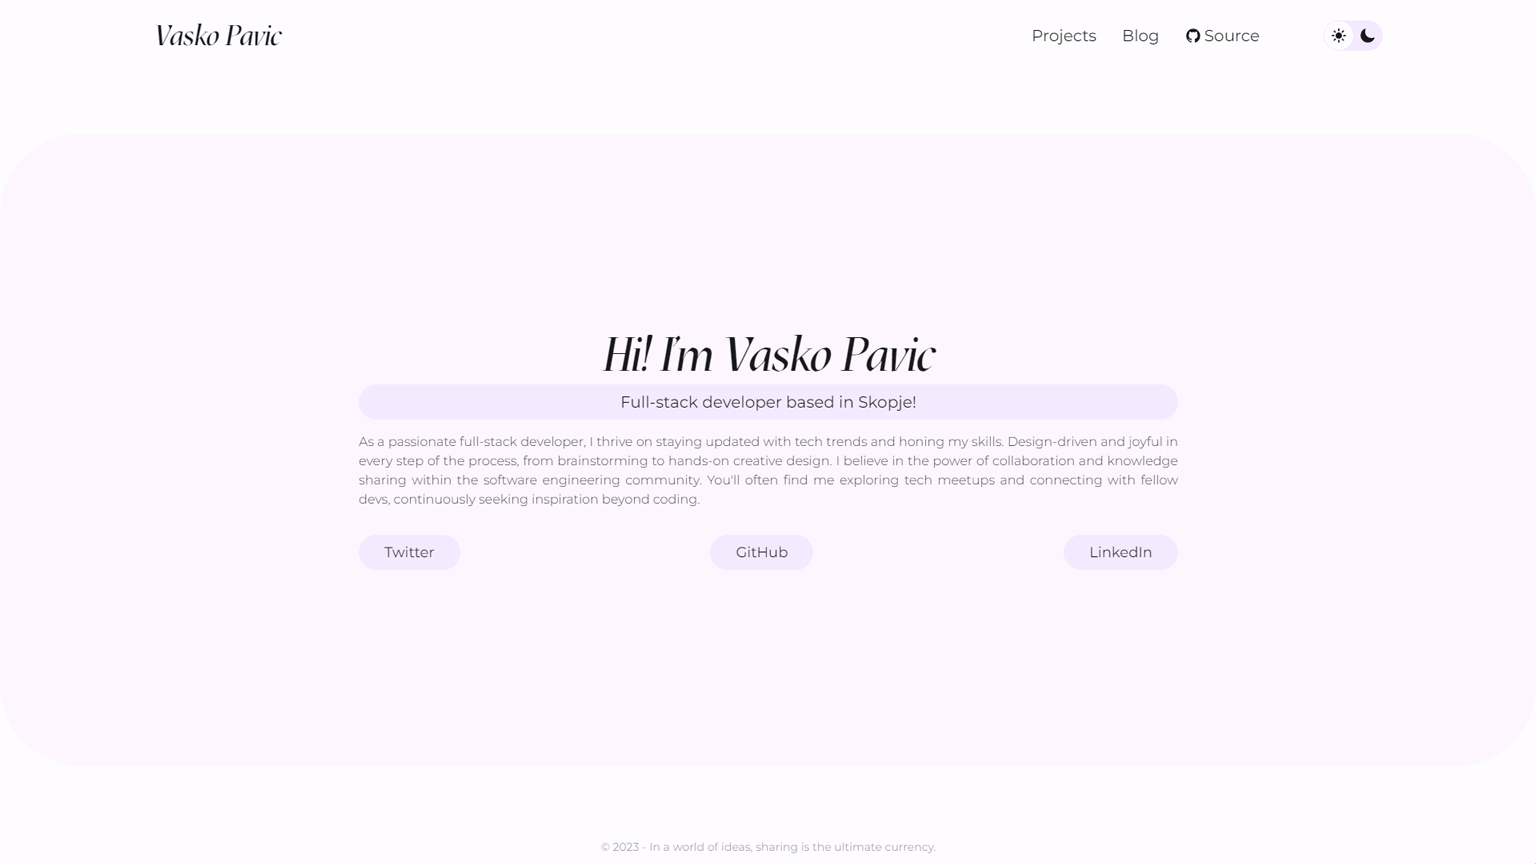 Vasko Pavic
Projects
Blog
Source
Hi! I'm Vasko Pavic
Full-stack developer based in Skopje!
As a passionate full-stack developer, I thrive on staying updated with tech trends and honing my skills. Design-driven and joyful in
every step of the process, from brainstorming to hands-on creative design. I believe in the power of collaboration and knowledge
sharing within the software engineering community. You'll often find me exploring tech meetups and connecting with fellow
devs, continuously seeking inspiration beyond coding.
Twitter
GitHub
LinkedIn
© 2023 - In a world of ideas, sharing is the ultimate currency.